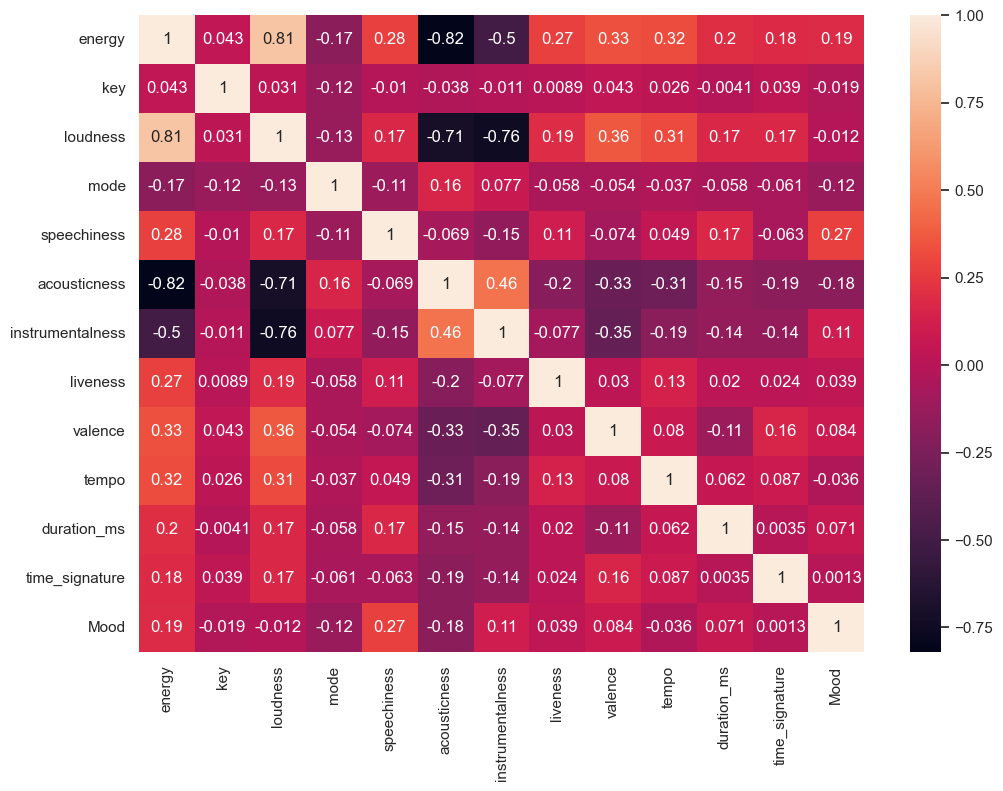 energy 1 0.043 0.81 -0.17 0.28 -0.82 -0.5 0.27 0.33 0.32 0.2 0.18 0.19
key 0.043 1 0.031 -0.12 -0.01 -0.038 -0.011 0.0089 0.043 0.026 -0.0041 0.039 -0.019
loudness 0.81 0.031 1 -0.13 0.17 -0.71 -0.76 0.19 0.36 0.31 0.17 0.17 -0.012
mode -0.17 -0.12 -0.13 1 -0.11 0.16 0.077 -0.058 -0.054 -0.037 -0.058 -0.061 -0.12
speechiness 0.28 -0.01 0.17 -0.11 1 -0.069 -0.15 0.11 -0.074 0.049 0.17 -0.063 0.27
acousticness -0.82 -0.038 -0.71 0.16 -0.069 1 0.46 -0.2 -0.33 -0.31 -0.15 -0.19 -0.18
instrumentalness -0.5 -0.011 -0.76 0.077 -0.15 0.46 1 -0.077 -0.35 -0.19 -0.14 -0.14 0.11
liveness 0.27 0.0089 0.19 -0.058 0.11 -0.2 -0.077 1 0.03 0.13 0.02 0.024 0.039
valence 0.33 0.043 0.36 -0.054 -0.074 -0.33 -0.35 0.03 1 0.08 -0.11 0.16 0.084
tempo 0.32 0.026 0.31 -0.037 0.049 -0.31 -0.19 0.13 0.08 1 0.062 0.087 -0.036
duration_ms 0.2 -0.0041 0.17 -0.058 0.17 -0.15 -0.14 0.02 -0.11 0.062 1 0.0035 0.071
time_signature 0.18 0.039 0.17 -0.061 -0.063 -0.19 -0.14 0.024 0.16 0.087 0.0035 1 0.0013
Mood 0.19 -0.019 -0.012 -0.12 0.27 -0.18 0.11 0.039 0.084 -0.036 0.071 0.0013 1
energy key loudness mode speechiness acousticness instrumentalness liveness valence tempo duration_ms time_signature Mood
1.00
0.75
0.50
0.25
0.00
-0.25
-0.50
-0.75